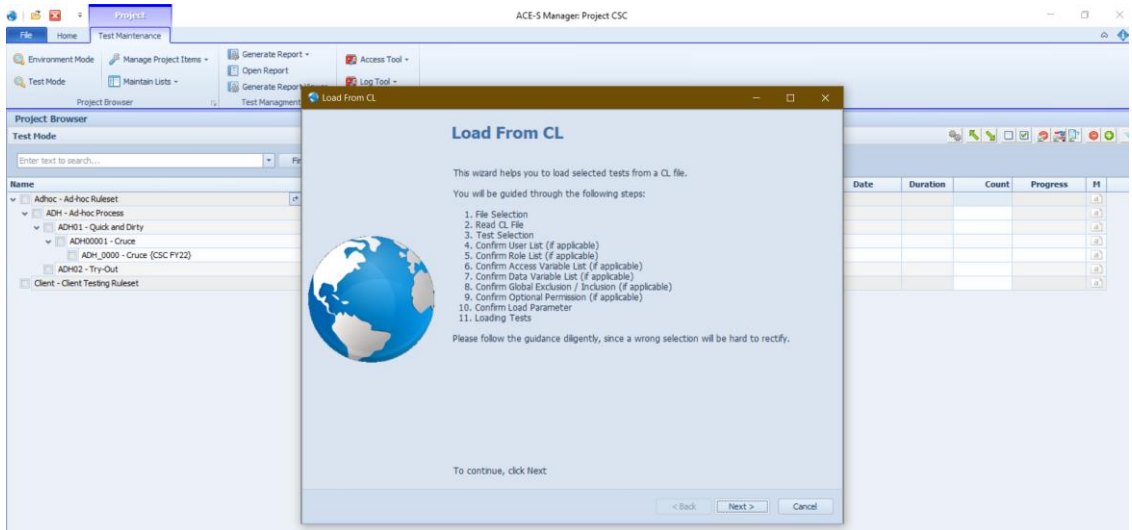 Project
ACE-S Manager: Project CSC
File Home Test Maintenance
Environment Mode
Manage Project Items
Generate Report
Access Tool
Open Report
Test Mode
Maintain Lists
Generate Report
Log Tool
Project Browser
Test Managment
Load From CL
Project Browser
Test Mode
Enter text to search...
Name
Date Duration Count Progress M
Adhoc - Ad-hoc Ruleset
ADH - Ad-hoc Process
ADH01 - Quick and Dirty
ADH00001 - Cruce
ADH_0000 - Cruce {CSC FY22}
ADH02 - Try-Out
Client - Client Testing Ruleset
Load From CL
This wizard helps you to load selected tests from a CL file.
You will be guided through the following steps:
1. File Selection
2. Read CL File
3. Test Selection
4. Confirm User List (if applicable)
5. Confirm Role List (if applicable)
6. Confirm Access Variable List (if applicable)
7. Confirm Data Variable List (if applicable)
8. Confirm Global Exclusion / Inclusion (if applicable)
9. Confirm Optional Permission (if applicable)
10. Confirm Load Parameter
11. Loading Tests
Please follow the guidance diligently, since a wrong selection will be hard to rectify.
To continue, click Next
< Back Next > Cancel